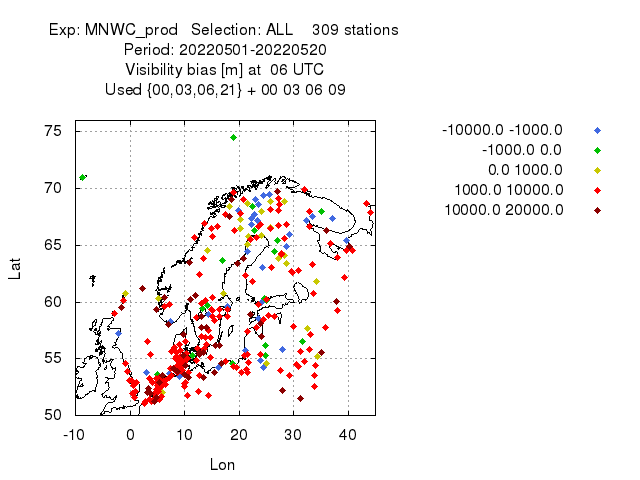 Exp: MNWC_prod Selection: ALL 309 stations
Period: 20220501-20220520
Visibility bias [m] at 06 UTC
Used {00,03,06,21} + 00 03 06 09
-10000.0 -1000.0
-1000.0 0.0
0.0 1000.0
1000.0 10000.0
10000.0 20000.0
75
70
65
60
55
50
Lat
-10 0 10 20 30 40
Lon